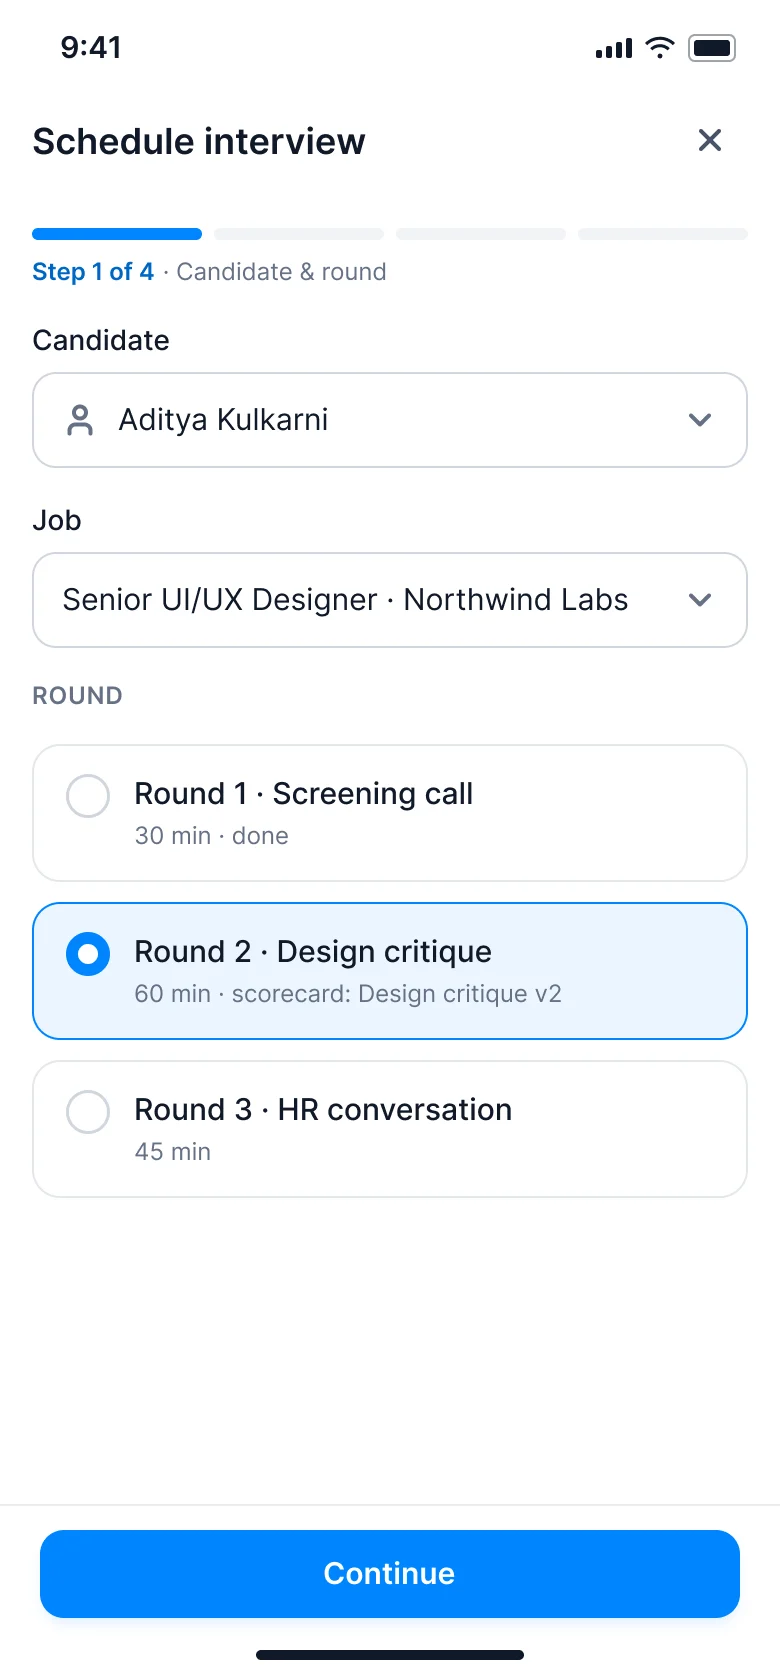 9:41
Schedule interview
Step 1 of 4 · Candidate & round
Candidate
Aditya Kulkarni
Job
Senior UI/UX Designer · Northwind Labs
ROUND
Round 1 · Screening call
30 min · done
Round 2 · Design critique
60 min · scorecard: Design critique v2
Round 3 · HR conversation
45 min
Continue